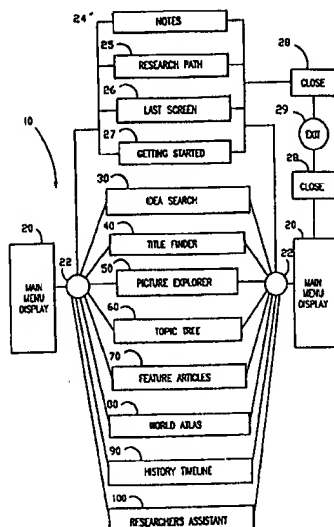 24
NOTES
25
RESEARCH PATH
28
CLOSE
26
LAST SCREEN
29
EXIT
27
GETTING STARTED
10
28
CLOSE
30
IDEA SEARCH
20
40
TITLE FINDER
20
22
50
PICTURE EXPLORER
22
MAIN
MENU
DISPLAY
MAIN
MENU
DISPLAY
60
TOPIC TREE
70
FEATURE ARTICLES
80
WORLD ATLAS
90
HISTORY TIMELINE
100
RESEARCHERS ASSISTANT